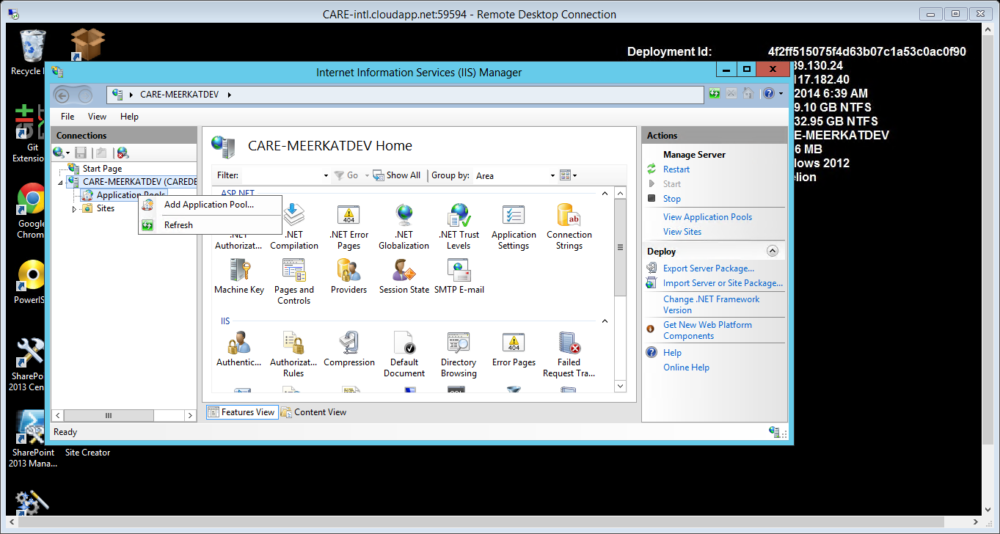 CARE-intl.cloudapp.net:59594 - Remote Desktop Connection
Recycle
Deployment Id: 4f2ff515075f4d63b07c1a53c0ac0f90
39.130.24
117.182.40
2014 6:39 AM
9.10 GB NTFS
32.95 GB NTFS
E-MEERKATDEV
6 MB
dows 2012
elion
Git
Extension
Google
Chrom
PowerIS
SharePo
2013 Cen
SharePoint
2013 Mana...
Site Creator
Internet Information Services (IIS) Manager
CARE-MEERKATDEV
File View Help
Connections
Start Page
CARE-MEERKATDEV (CAREDE
Application Pools
Sites
Add Application Pool...
Refresh
CARE-MEERKATDEV Home
Filter: Go Show All Group by: Area
ASP.NET
.NET
Authorizat...
.NET
Compilation
.NET Error
Pages
.NET
Globalization
.NET Trust
Levels
Application
Settings
Connection
Strings
Machine Key
Pages and
Controls
Providers
Session State
SMTP E-mail
IIS
Authentic...
Authorizat...
Rules
Compression
Default
Document
Directory
Browsing
Error Pages
Failed
Request Tra...
Features View Content View
Ready
Actions
Manage Server
Restart
Start
Stop
View Application Pools
View Sites
Deploy
Export Server Package...
Import Server or Site Package...
Change .NET Framework
Version
Get New Web Platform
Components
Help
Online Help